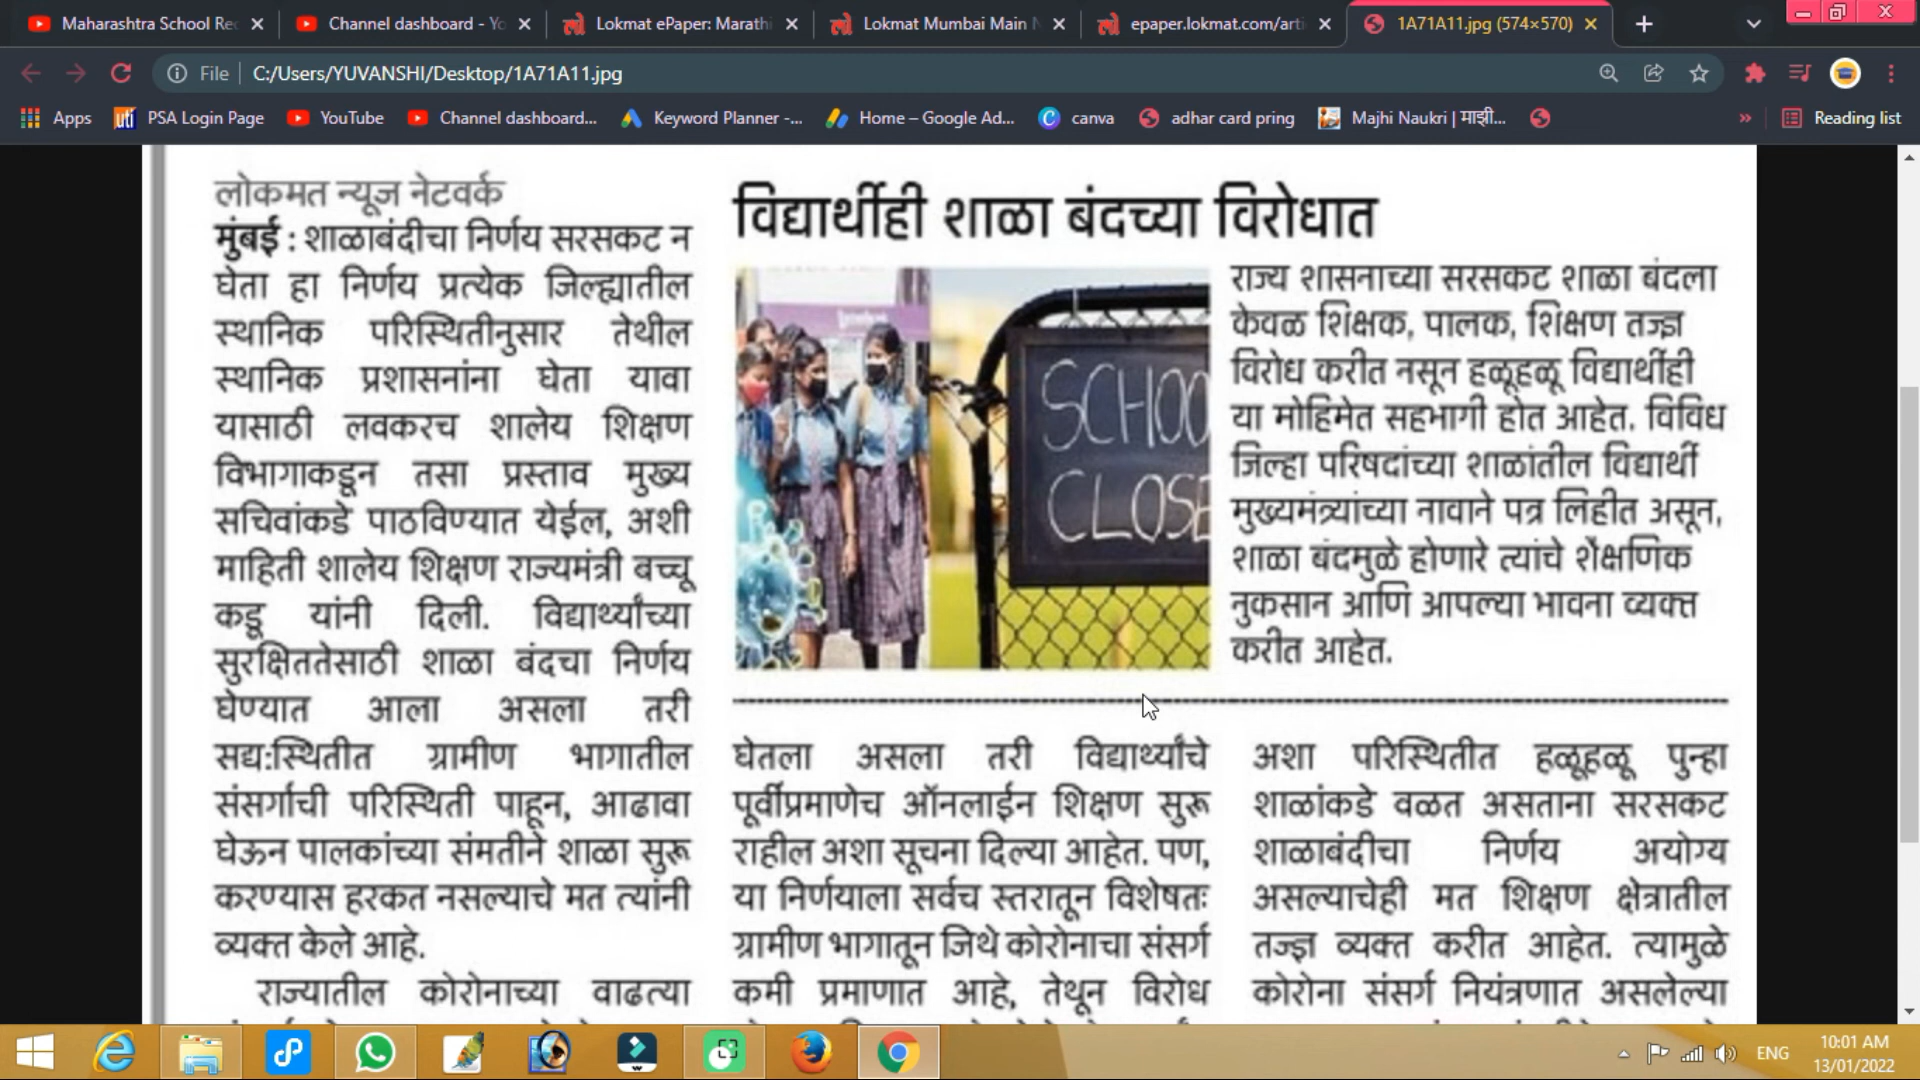 Maharashtra School Re
Channel dashboard - Yo
Lokmat ePaper: Marathi
Lokmat Mumbai Main N
epaper.lokmat.com/arti
1A71A11.jpg (574×570)
File
C:/Users/YUVANSHI/Desktop/1A71A11.jpg
Apps
uti
PSA Login Page
YouTube
Channel dashboard...
Keyword Planner -...
Home – Google Ad...
canva
adhar card pring
Majhi Naukri | माझी...
Reading list
लोकमत न्यूज नेटवर्क
मुंबई : शाळाबंदीचा निर्णय सरसकट न
घेता हा निर्णय प्रत्येक जिल्ह्यातील
स्थानिक परिस्थितीनुसार तेथील
स्थानिक प्रशासनांना घेता यावा
यासाठी लवकरच शालेय शिक्षण
विभागाकडून तसा प्रस्ताव मुख्य
सचिवांकडे पाठविण्यात येईल, अशी
माहिती शालेय शिक्षण राज्यमंत्री बच्चू
कडू यांनी दिली. विद्यार्थ्यांच्या
सुरक्षिततेसाठी शाळा बंदचा निर्णय
घेण्यात आला असला तरी
सद्य:स्थितीत ग्रामीण भागातील
संसर्गाची परिस्थिती पाहून, आढावा
घेऊन पालकांच्या संमतीने शाळा सुरू
करण्यास हरकत नसल्याचे मत त्यांनी
व्यक्त केले आहे.
राज्यातील कोरोनाच्या वाढत्या
विद्यार्थीही शाळा बंदच्या विरोधात
SCHOO
CLOSE
राज्य शासनाच्या सरसकट शाळा बंदला
केवळ शिक्षक, पालक, शिक्षण तज्ज्ञ
विरोध करीत नसून हळूहळू विद्यार्थीही
या मोहिमेत सहभागी होत आहेत. विविध
जिल्हा परिषदांच्या शाळांतील विद्यार्थी
मुख्यमंत्र्यांच्या नावाने पत्र लिहीत असून,
शाळा बंदमुळे होणारे त्यांचे शैक्षणिक
नुकसान आणि आपल्या भावना व्यक्त
करीत आहेत.
घेतला असला तरी विद्यार्थ्यांचे
पूर्वीप्रमाणेच ऑनलाईन शिक्षण सुरू
राहील अशा सूचना दिल्या आहेत. पण,
या निर्णयाला सर्वच स्तरातून विशेषतः
ग्रामीण भागातून जिथे कोरोनाचा संसर्ग
कमी प्रमाणात आहे, तेथून विरोध
अशा परिस्थितीत हळूहळू पुन्हा
शाळांकडे वळत असताना सरसकट
शाळाबंदीचा निर्णय अयोग्य
असल्याचेही मत शिक्षण क्षेत्रातील
तज्ज्ञ व्यक्त करीत आहेत. त्यामुळे
कोरोना संसर्ग नियंत्रणात असलेल्या
ENG
10:01 AM
13/01/2022